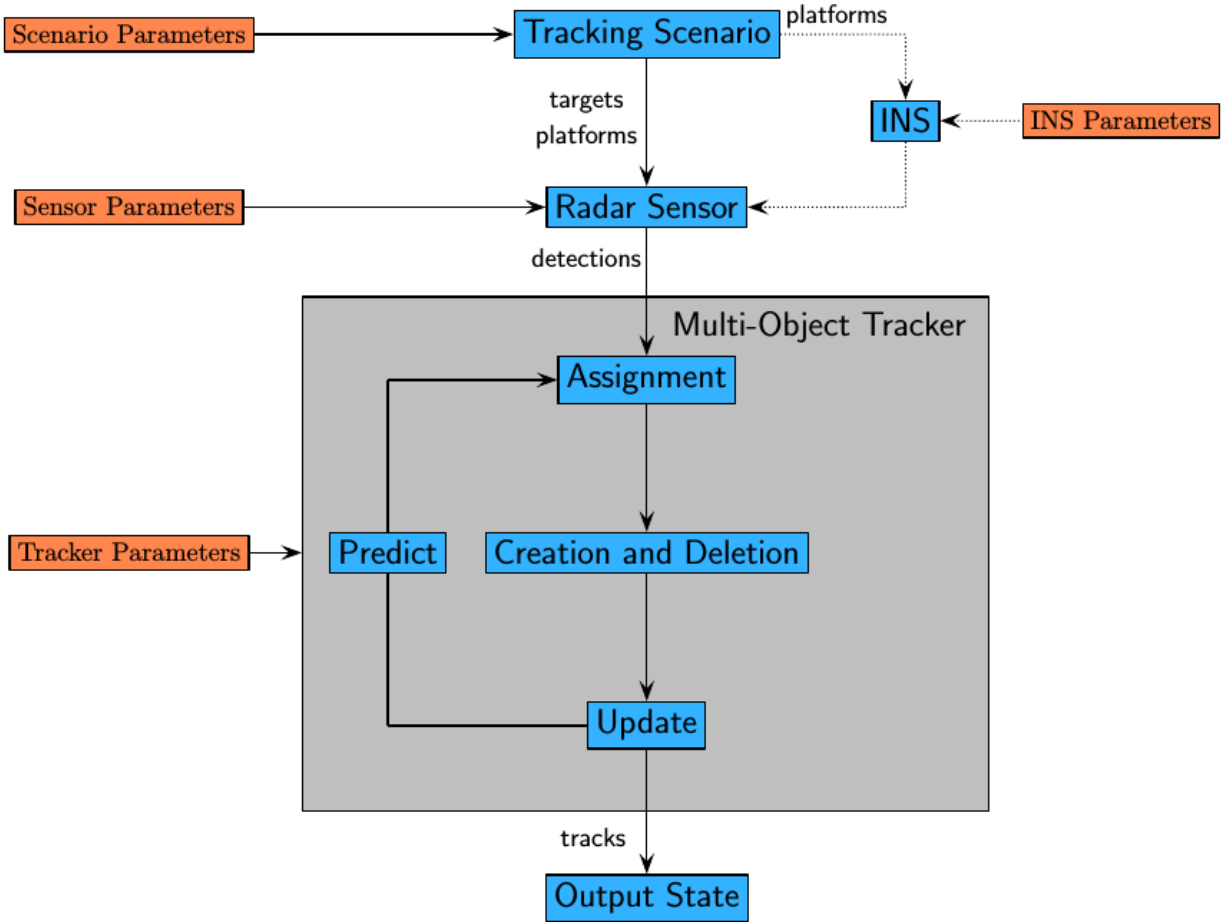 platforms
Scenario Parameters
Tracking Scenario
targets
platforms
INS
INS Parameters
Sensor Parameters
Radar Sensor
detections
Multi-Object Tracker
Assignment
Tracker Parameters
Predict
Creation and Deletion
Update
tracks
Output State